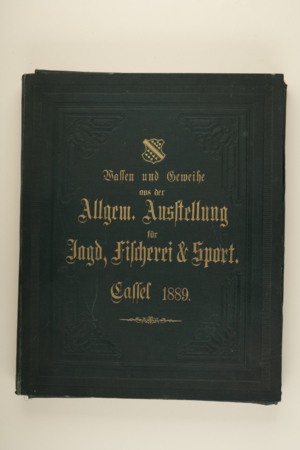 Waffen und Geweihe
aus der
Allgem. Ausstellung
für
Jagd, Fischerei & Sport.
Cassel 1889.